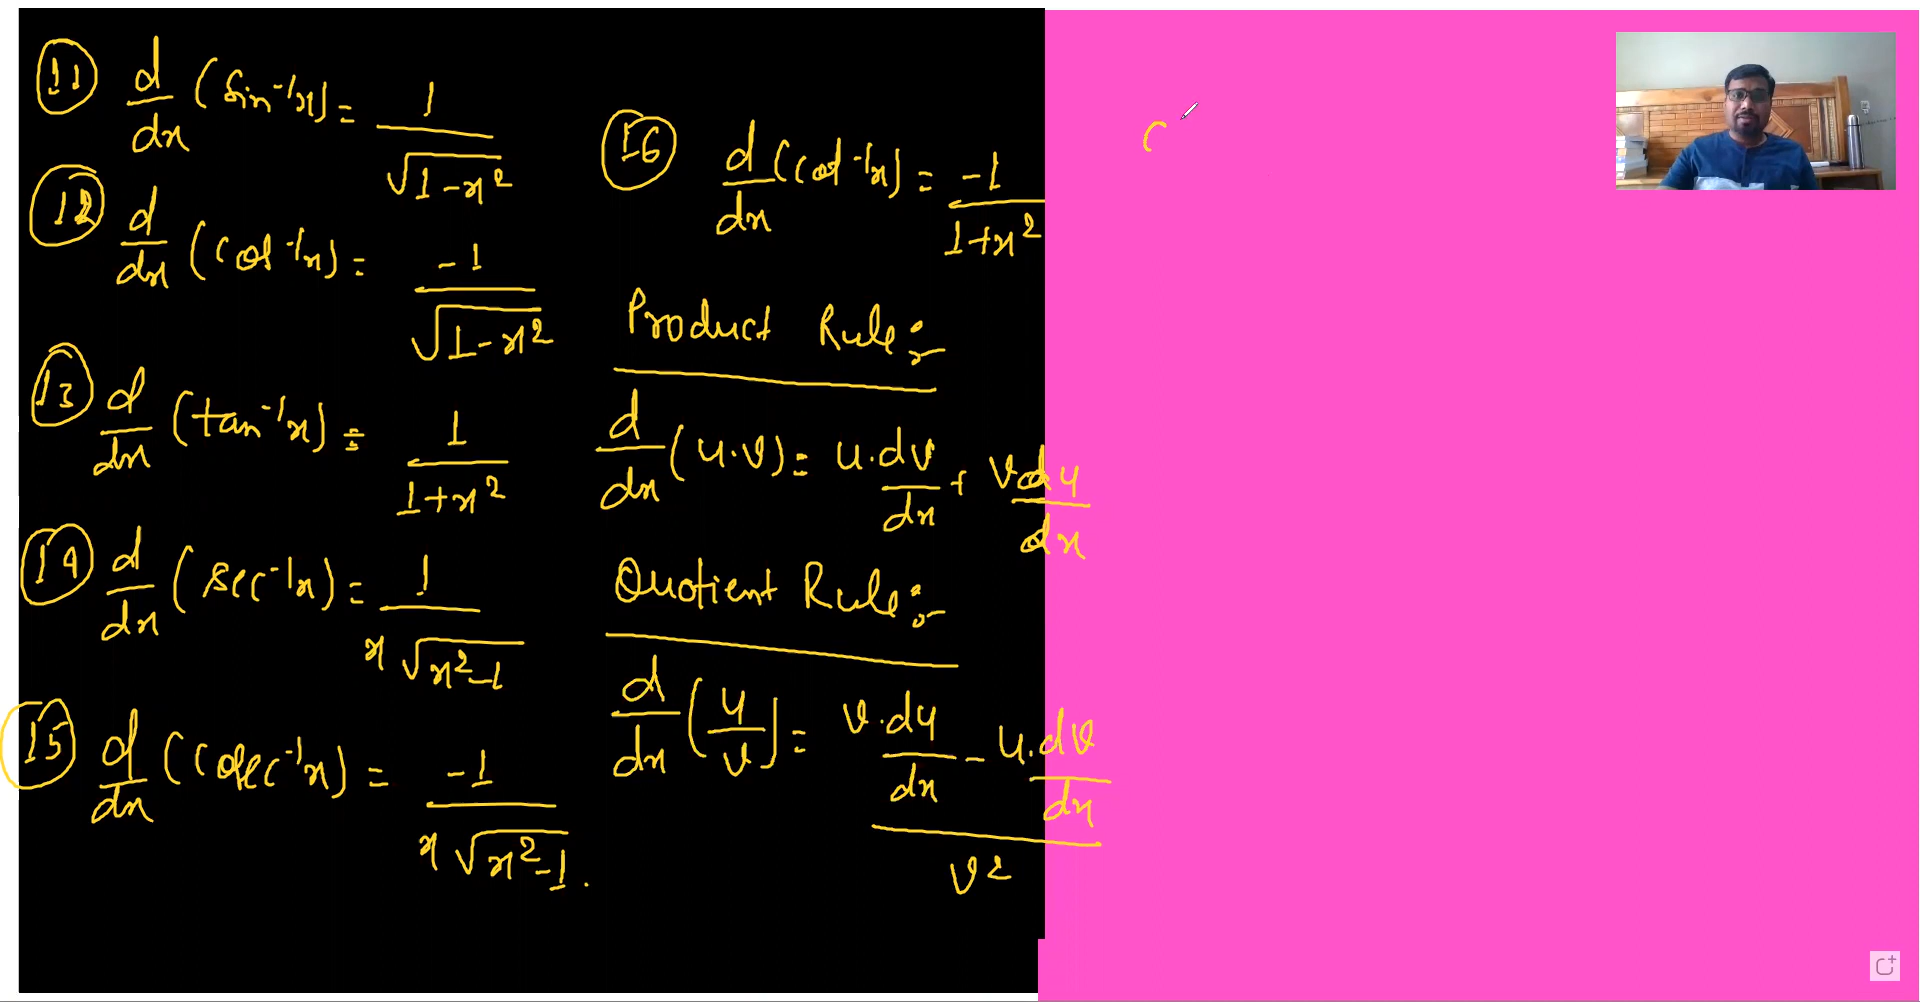 11 d/dx (sin⁻¹x) = 1/√(1-x²)
12 d/dx (cos⁻¹x) = -1/√(1-x²)
13 d/dx (tan⁻¹x) = 1/(1+x²)
14 d/dx (sec⁻¹x) = 1/(x√(x²-1))
15 d/dx (cosec⁻¹x) = -1/(x√(x²-1)).
16 d/dx (cot⁻¹x) = -1/(1+x²)
Product Rule:-
d/dx (u.v) = u.dv/dx + v du/dx
Quotient Rule:-
d/dx (u/v) = (v.du/dx - u.dv/dx)/v²
C